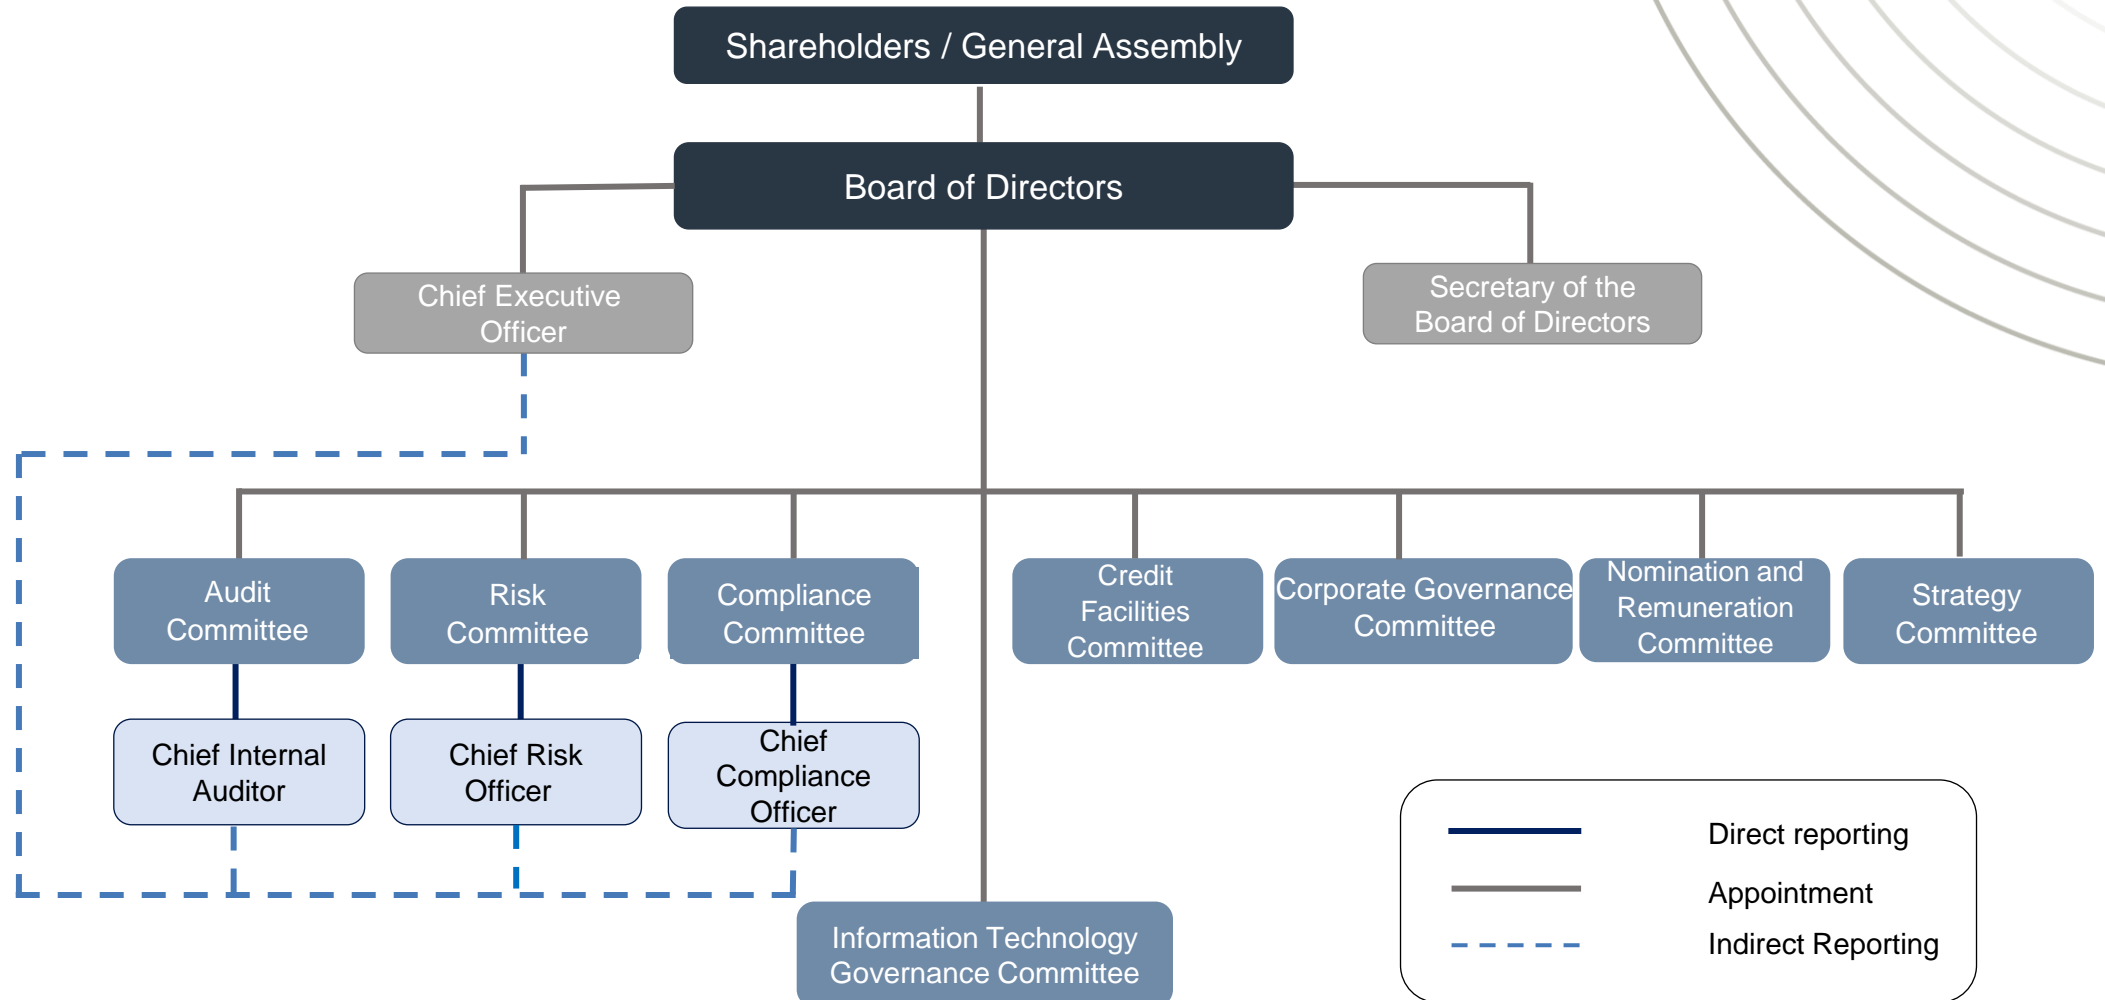 Shareholders / General Assembly
Board of Directors
Chief Executive
Officer
Secretary of the
Board of Directors
Audit
Committee
Risk
Committee
Compliance
Committee
Credit
Facilities
Committee
Corporate Governance
Committee
Nomination and
Remuneration
Committee
Strategy
Committee
Chief Internal
Auditor
Chief Risk
Officer
Chief
Compliance
Officer
Information Technology
Governance Committee
Direct reporting
Appointment
Indirect Reporting